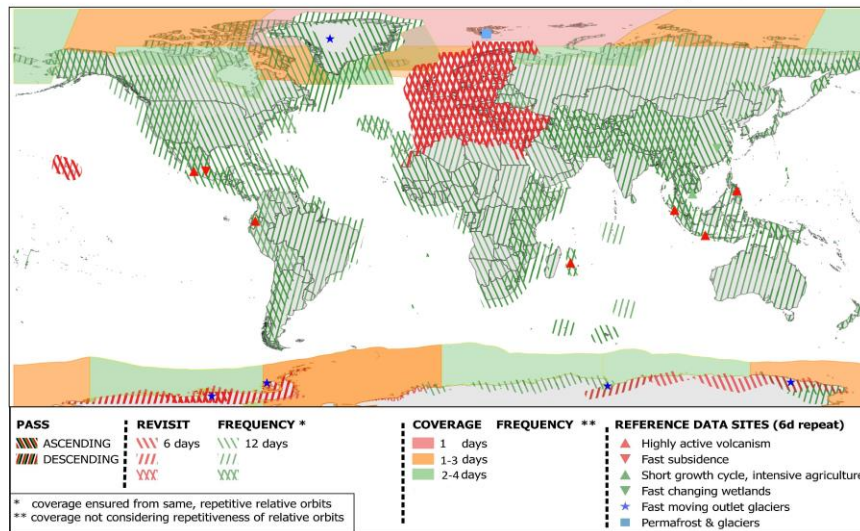 PASS
ASCENDING
DESCENDING
REVISIT FREQUENCY *
6 days 12 days
COVERAGE FREQUENCY **
1 days
1-3 days
2-4 days
REFERENCE DATA SITES (6d repeat)
Highly active volcanism
Fast subsidence
Short growth cycle, intensive agriculture
Fast changing wetlands
Fast moving outlet glaciers
Permafrost & glaciers
* coverage ensured from same, repetitive relative orbits
** coverage not considering repetitiveness of relative orbits